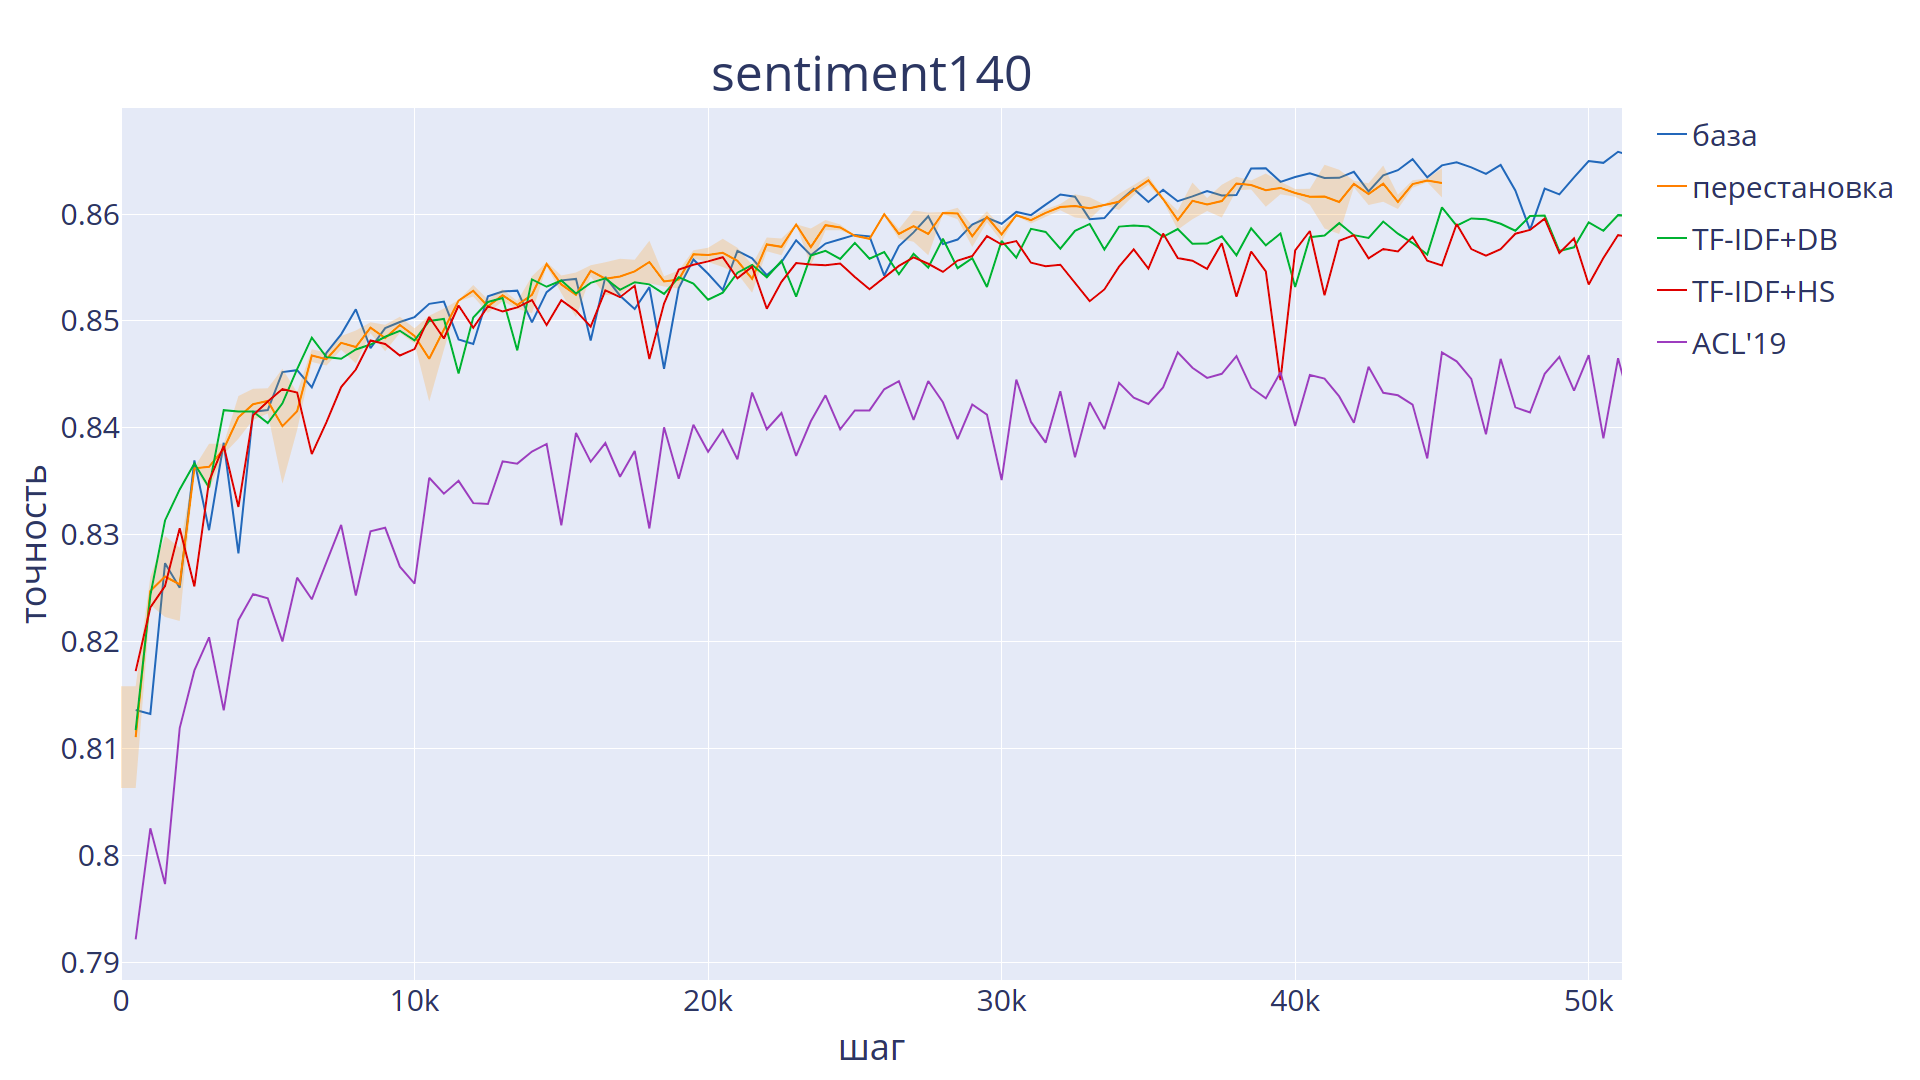 sentiment140
точность
0.86
0.85
0.84
0.83
0.82
0.81
0.8
0.79
0
10k
20k
30k
40k
50k
шаг
база
перестановка
TF-IDF+DB
TF-IDF+HS
ACL'19